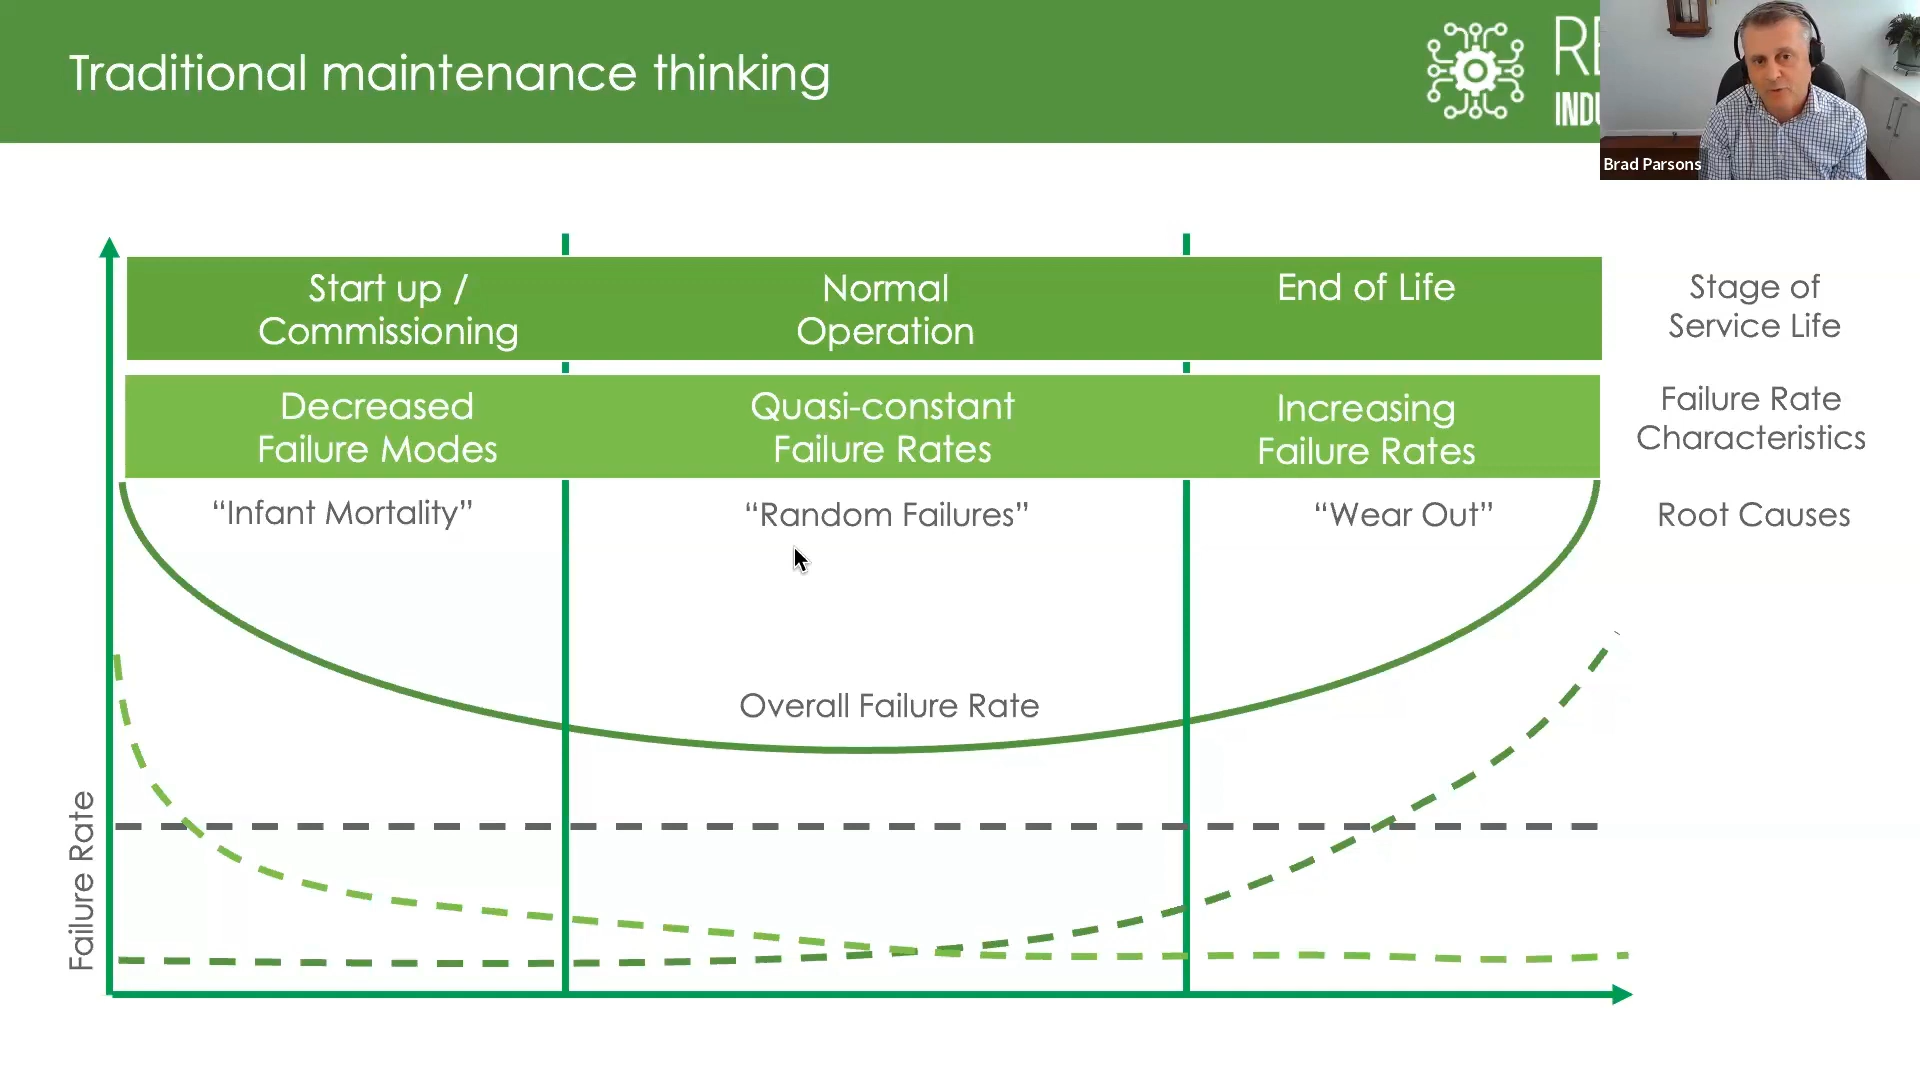 Traditional maintenance thinking
RE
INDU
Brad Parsons
Start up /
Commissioning
Normal
Operation
End of Life
Stage of
Service Life
Decreased
Failure Modes
Quasi-constant
Failure Rates
Increasing
Failure Rates
Failure Rate
Characteristics
“Infant Mortality”
“Random Failures”
“Wear Out”
Root Causes
Overall Failure Rate
Failure Rate